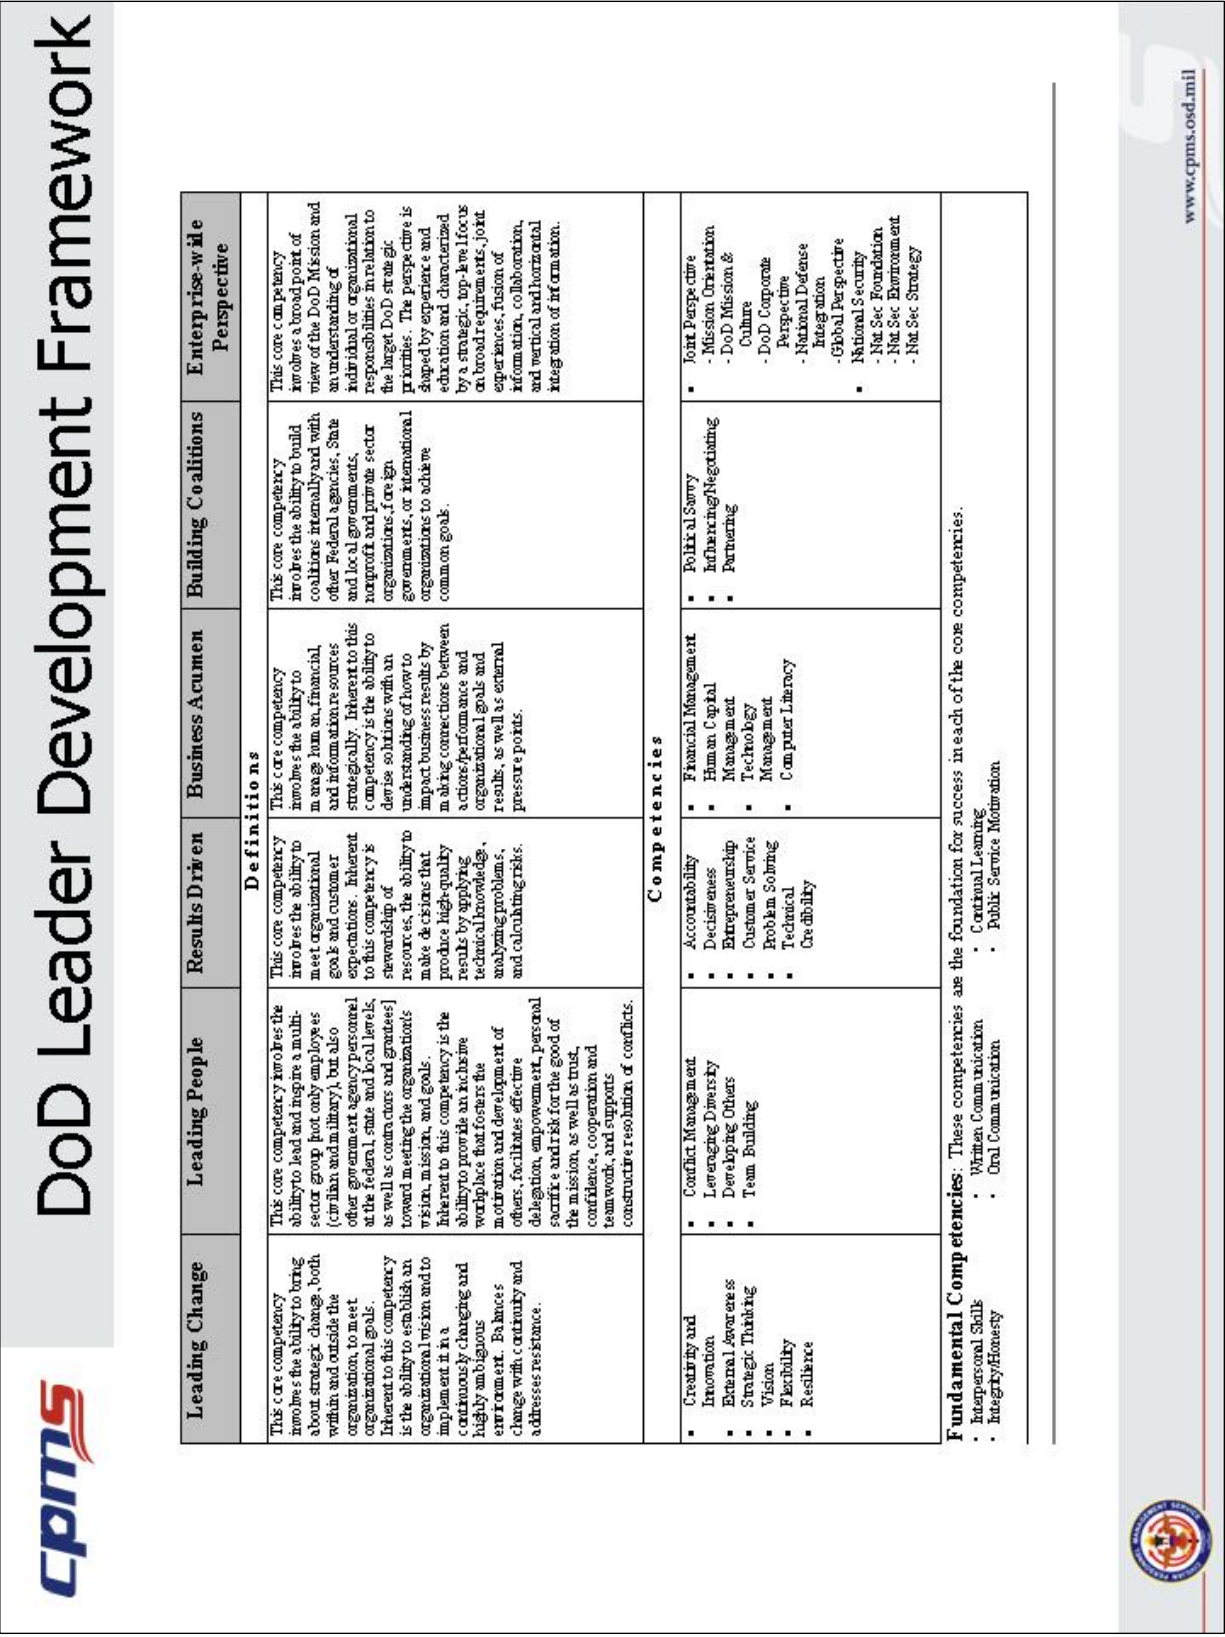 cpms
DoD Leader Development Framework
Leading Change
Leading People
Results Driven
Business Acumen
Building Coalitions
Enterprise-wide
Perspective
Definitions
This core competency
involves the ability to bring
about strategic change, both
within and outside the
organization, to meet
organizational goals.
Inherent to this competency
is the ability to establish an
organizational vision and to
implement it in a
continuously changing and
highly ambiguous
environment. Balances
change with continuity and
addresses resistance.
This core competency involves the
ability to lead and inspire a multi-
sector group [not only employees
(civilian and military), but also
other government agency personnel
at the federal, state and local levels,
as well as contractors and grantees]
toward meeting the organization's
vision, mission, and goals.
Inherent to this competency is the
ability to provide an inclusive
workplace that fosters the
motivation and development of
others, facilitates effective
delegation, empowerment, personal
sacrifice and risk for the good of
the mission, as well as trust,
confidence, cooperation and
teamwork, and supports
constructive resolution of conflicts.
This core competency
involves the ability to
meet organizational
goals and customer
expectations. Inherent
to this competency is
stewardship of
resources, the ability to
make decisions that
produce high-quality
results by applying
technical knowledge,
analyzing problems,
and calculating risks.
This core competency
involves the ability to
manage human, financial,
and information resources
strategically. Inherent to this
competency is the ability to
devise solutions with an
understanding of how to
impact business results by
making connections between
actions/performance and
organizational goals and
results, as well as external
pressure points.
This core competency
involves the ability to build
coalitions internally and with
other Federal agencies, State
and local governments,
nonprofit and private sector
organizations, foreign
governments, or international
organizations to achieve
common goals.
This core competency
involves a broad point of
view of the DoD Mission and
an understanding of
individual or organizational
responsibilities in relation to
the larger DoD strategic
priorities. The perspective is
shaped by experience and
education and characterized
by a strategic, top-level focus
on broad requirements, joint
experiences, fusion of
information, collaboration,
and vertical and horizontal
integration of information.
Competencies
▪ Creativity and
Innovation
▪ External Awareness
▪ Strategic Thinking
▪ Vision
▪ Flexibility
▪ Resilience
▪ Conflict Management
▪ Leveraging Diversity
▪ Developing Others
▪ Team Building
▪ Accountability
▪ Decisiveness
▪ Entrepreneurship
▪ Customer Service
▪ Problem Solving
▪ Technical
Credibility
▪ Financial Management
▪ Human Capital
Management
▪ Technology
Management
▪ Computer Literacy
▪ Political Savvy
▪ Influencing/Negotiating
▪ Partnering
▪ Joint Perspective
- Mission Orientation
- DoD Mission &
Culture
- DoD Corporate
Perspective
- National Defense
Integration
- Global Perspective
▪ National Security
- Nat Sec Foundation
- Nat Sec Environment
- Nat Sec Strategy
Fundamental Competencies: These competencies are the foundation for success in each of the core competencies.
▪ Interpersonal Skills ▪ Written Communication ▪ Continual Learning
▪ Integrity/Honesty ▪ Oral Communication ▪ Public Service Motivation
CIVILIAN PERSONNEL MANAGEMENT SERVICE
www.cpms.osd.mil